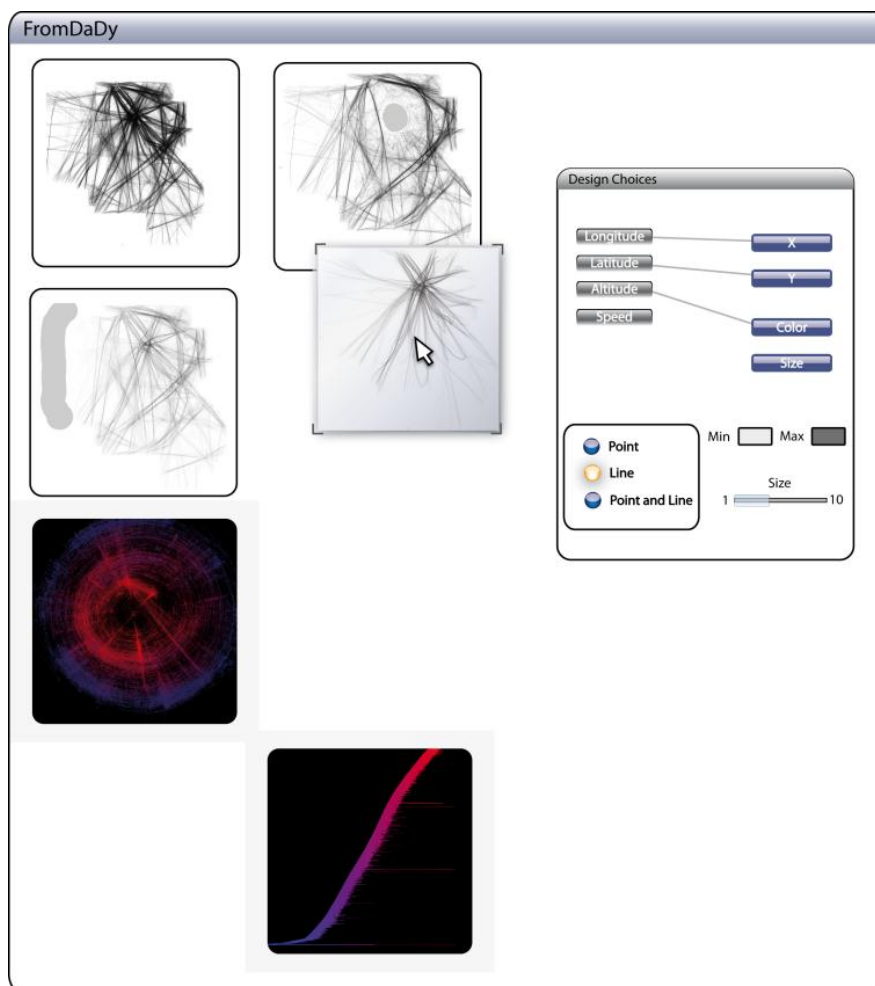 FromDaDy
Design Choices
Longitude
X
Latitude
Y
Altitude
Speed
Color
Size
Point
Min
Max
Line
Size
Point and Line
1
10